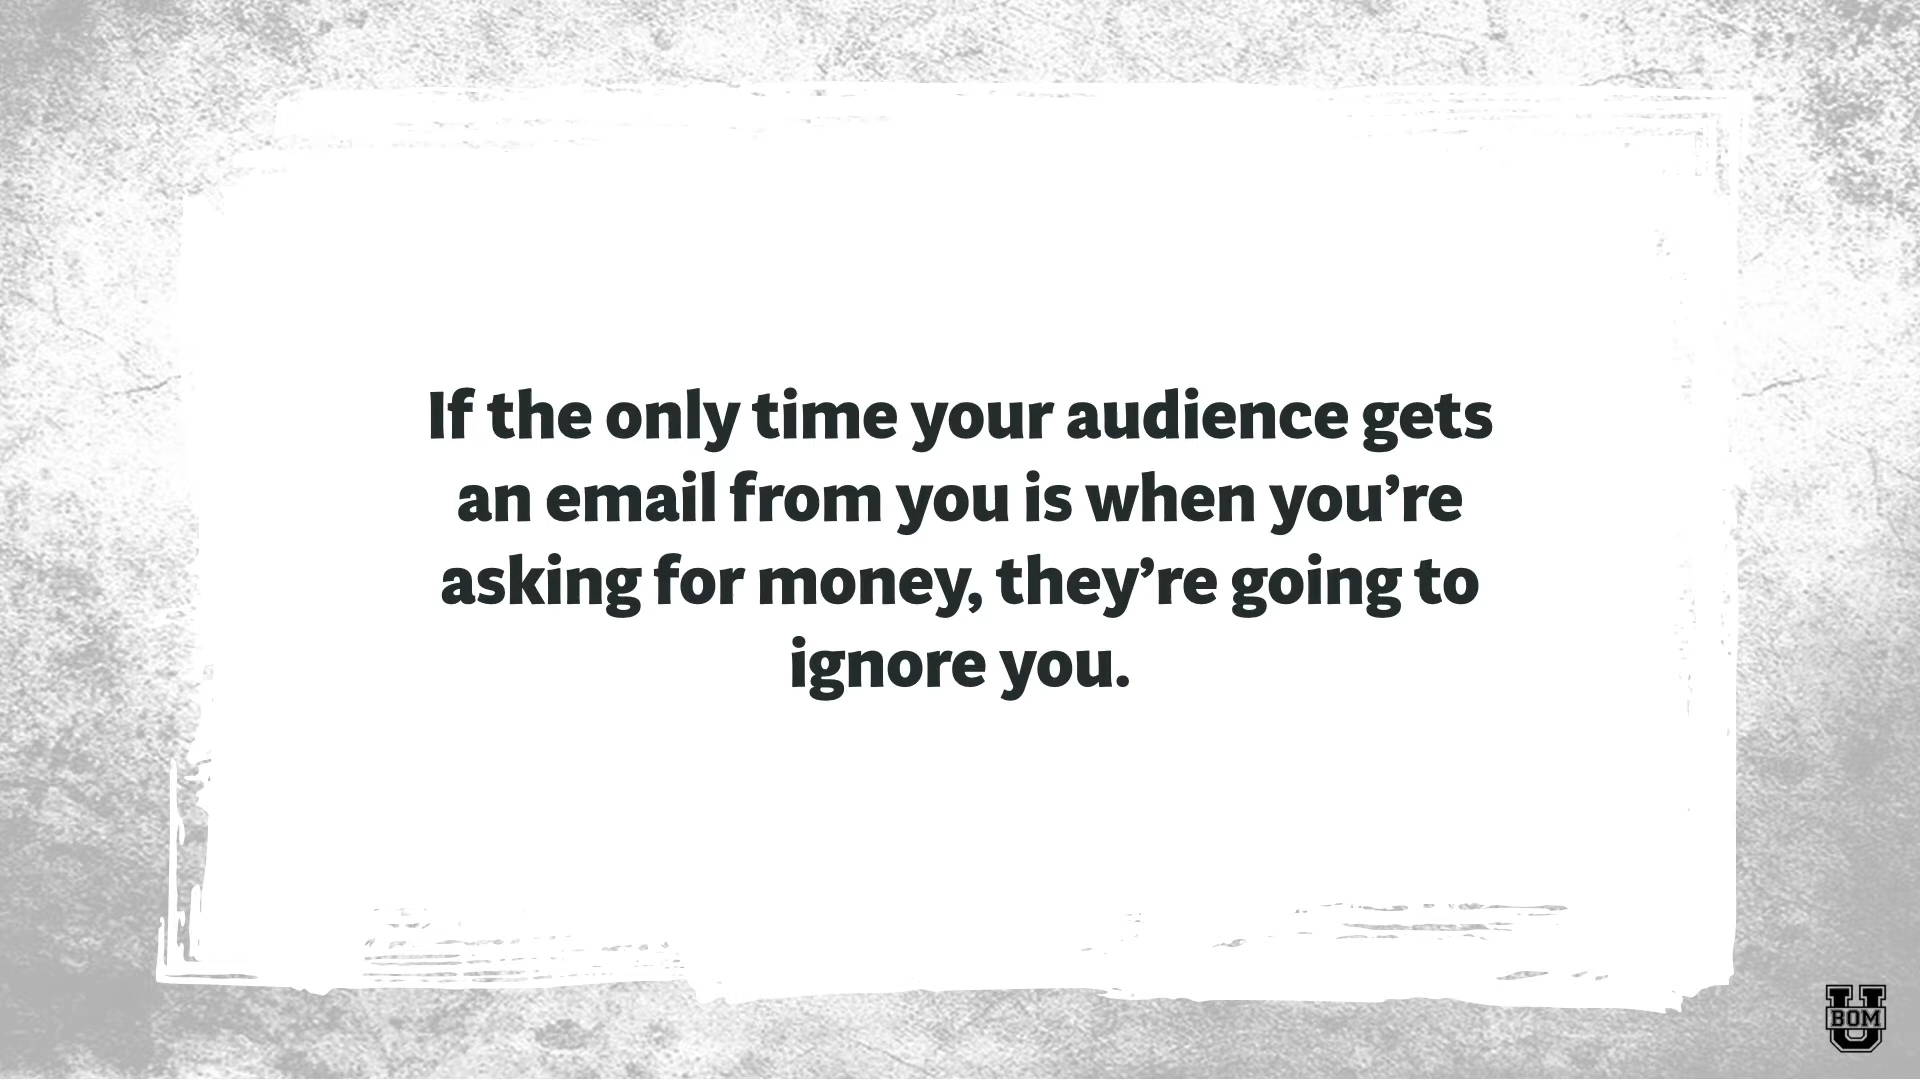 If the only time your audience gets
an email from you is when you’re
asking for money, they’re going to
ignore you.
U
BOM